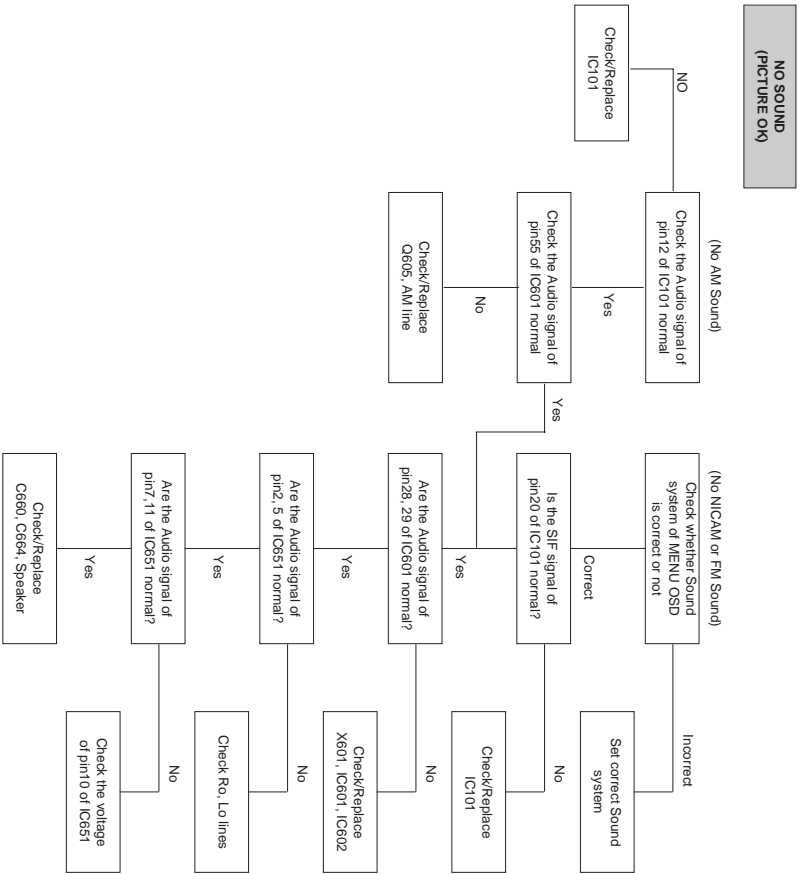 NO SOUND
(PICTURE OK)
(No AM Sound)
Check the Audio signal of
pin12 of IC101 normal
NO
Check/Replace
IC101
Yes
Check the Audio signal of
pin55 of IC601 normal
Yes
No
Check/Replace
Q605, AM line
(No NICAM or FM Sound)
Check whether Sound
system of MENU OSD
is correct or not
Incorrect
Set correct Sound
system
Correct
Is the SIF signal of
pin20 of IC101 normal?
No
Check/Replace
IC101
Yes
Are the Audio signal of
pin28, 29 of IC601 normal?
No
Check/Replace
X601, IC601, IC602
Yes
Are the Audio signal of
pin2, 5 of IC651 normal?
No
Check Ro, Lo lines
Yes
Are the Audio signal of
pin7,11 of IC651 normal?
No
Check the voltage
of pin10 of IC651
Yes
Check/Replace
C660, C664, Speaker